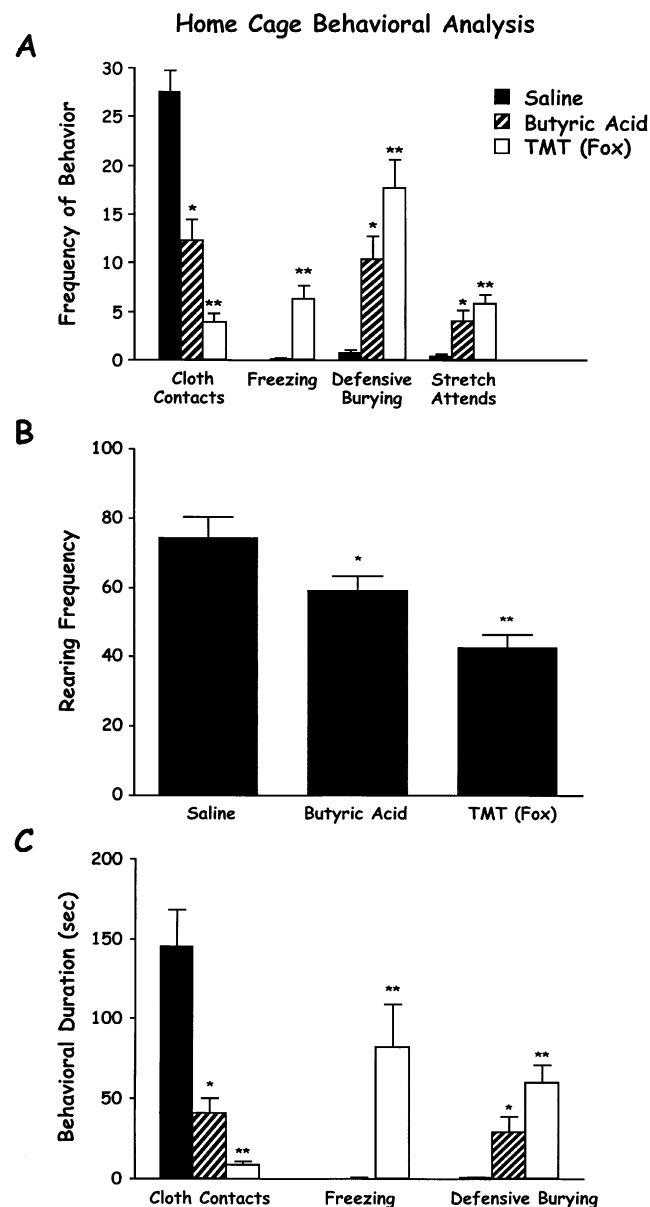 Home Cage Behavioral Analysis
A
Frequency of Behavior
30
25
20
15
10
5
0
Saline
Butyric Acid
TMT (Fox)
*
**
**
*
**
*
**
Cloth
Contacts
Freezing
Defensive
Burying
Stretch
Attends
B
Rearing Frequency
100
80
60
40
20
0
*
**
Saline
Butyric Acid
TMT (Fox)
C
Behavioral Duration (sec)
200
150
100
50
0
*
**
**
*
**
Cloth Contacts
Freezing
Defensive Burying